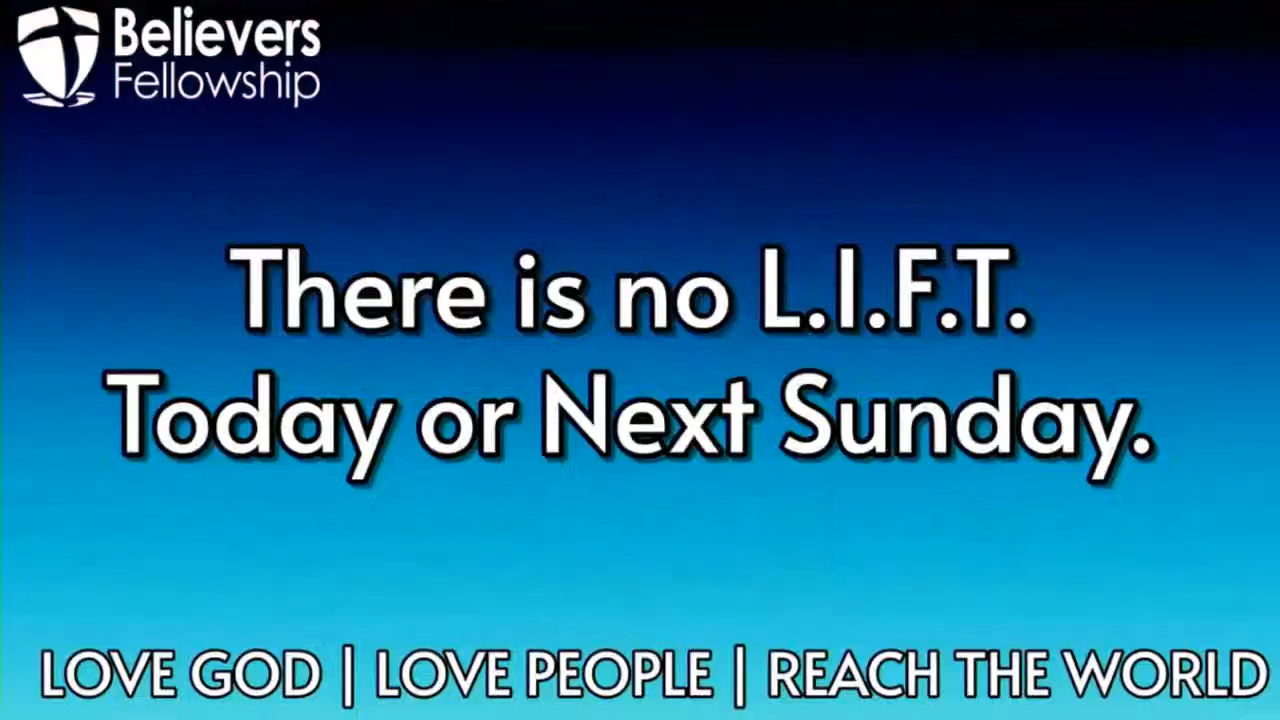 Believers
Fellowship
There is no L.I.F.T.
Today or Next Sunday.
LOVE GOD | LOVE PEOPLE | REACH THE WORLD